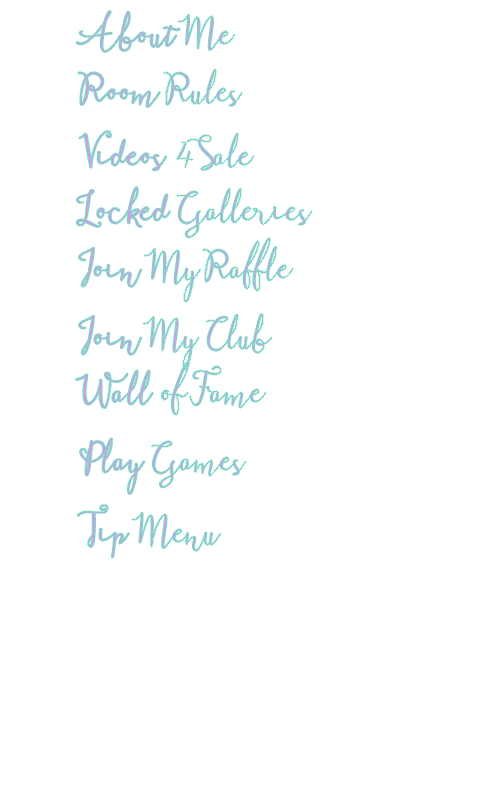 About Me
Room Rules
Videos 4 Sale
Locked Galleries
Join My Raffle
Join My Club
Wall of Fame
Play Games
Tip Menu